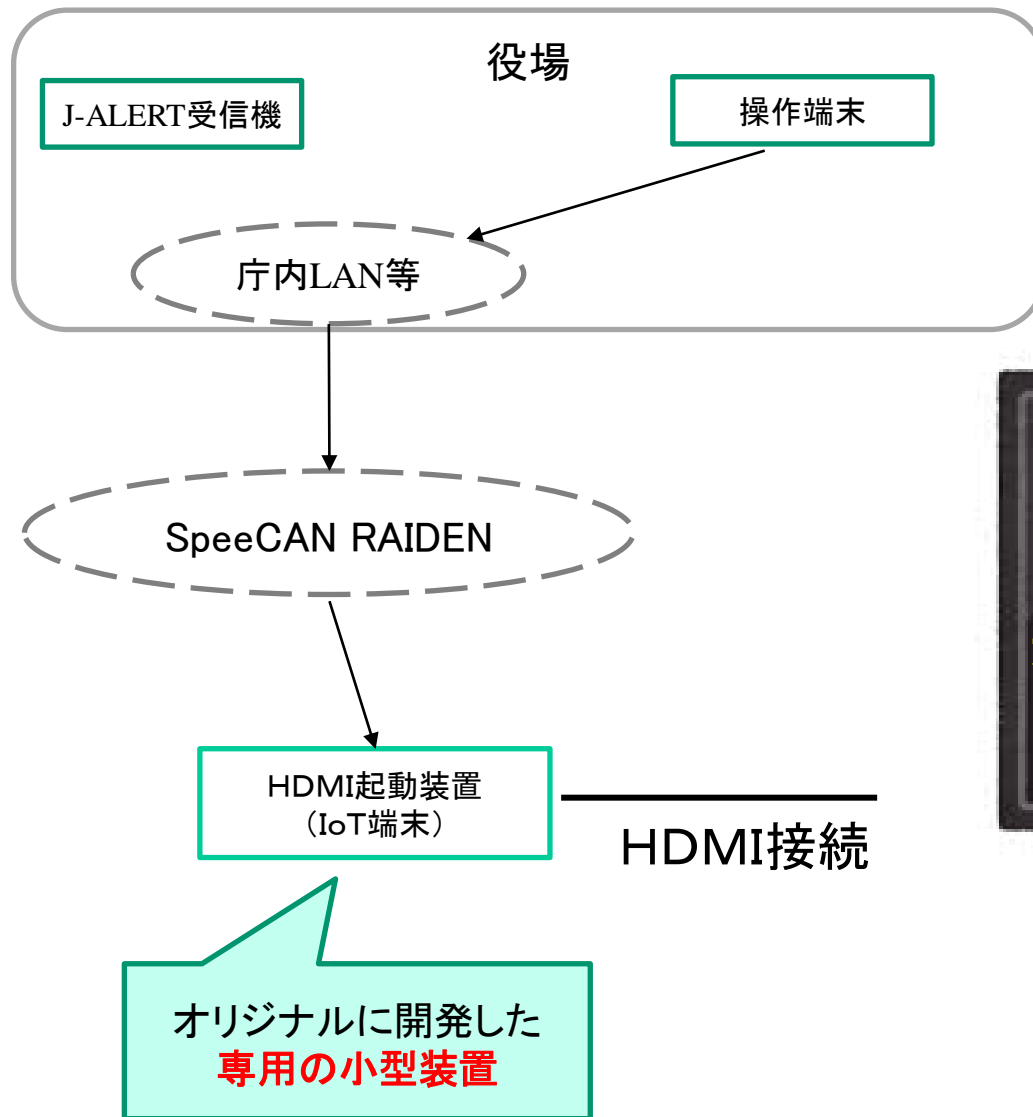 役場
J-ALERT受信機
操作端末
庁内LAN等
SpeeCAN RAIDEN
HDMI起動装置
（IoT端末）
HDMI接続
オリジナルに開発した
専用の小型装置